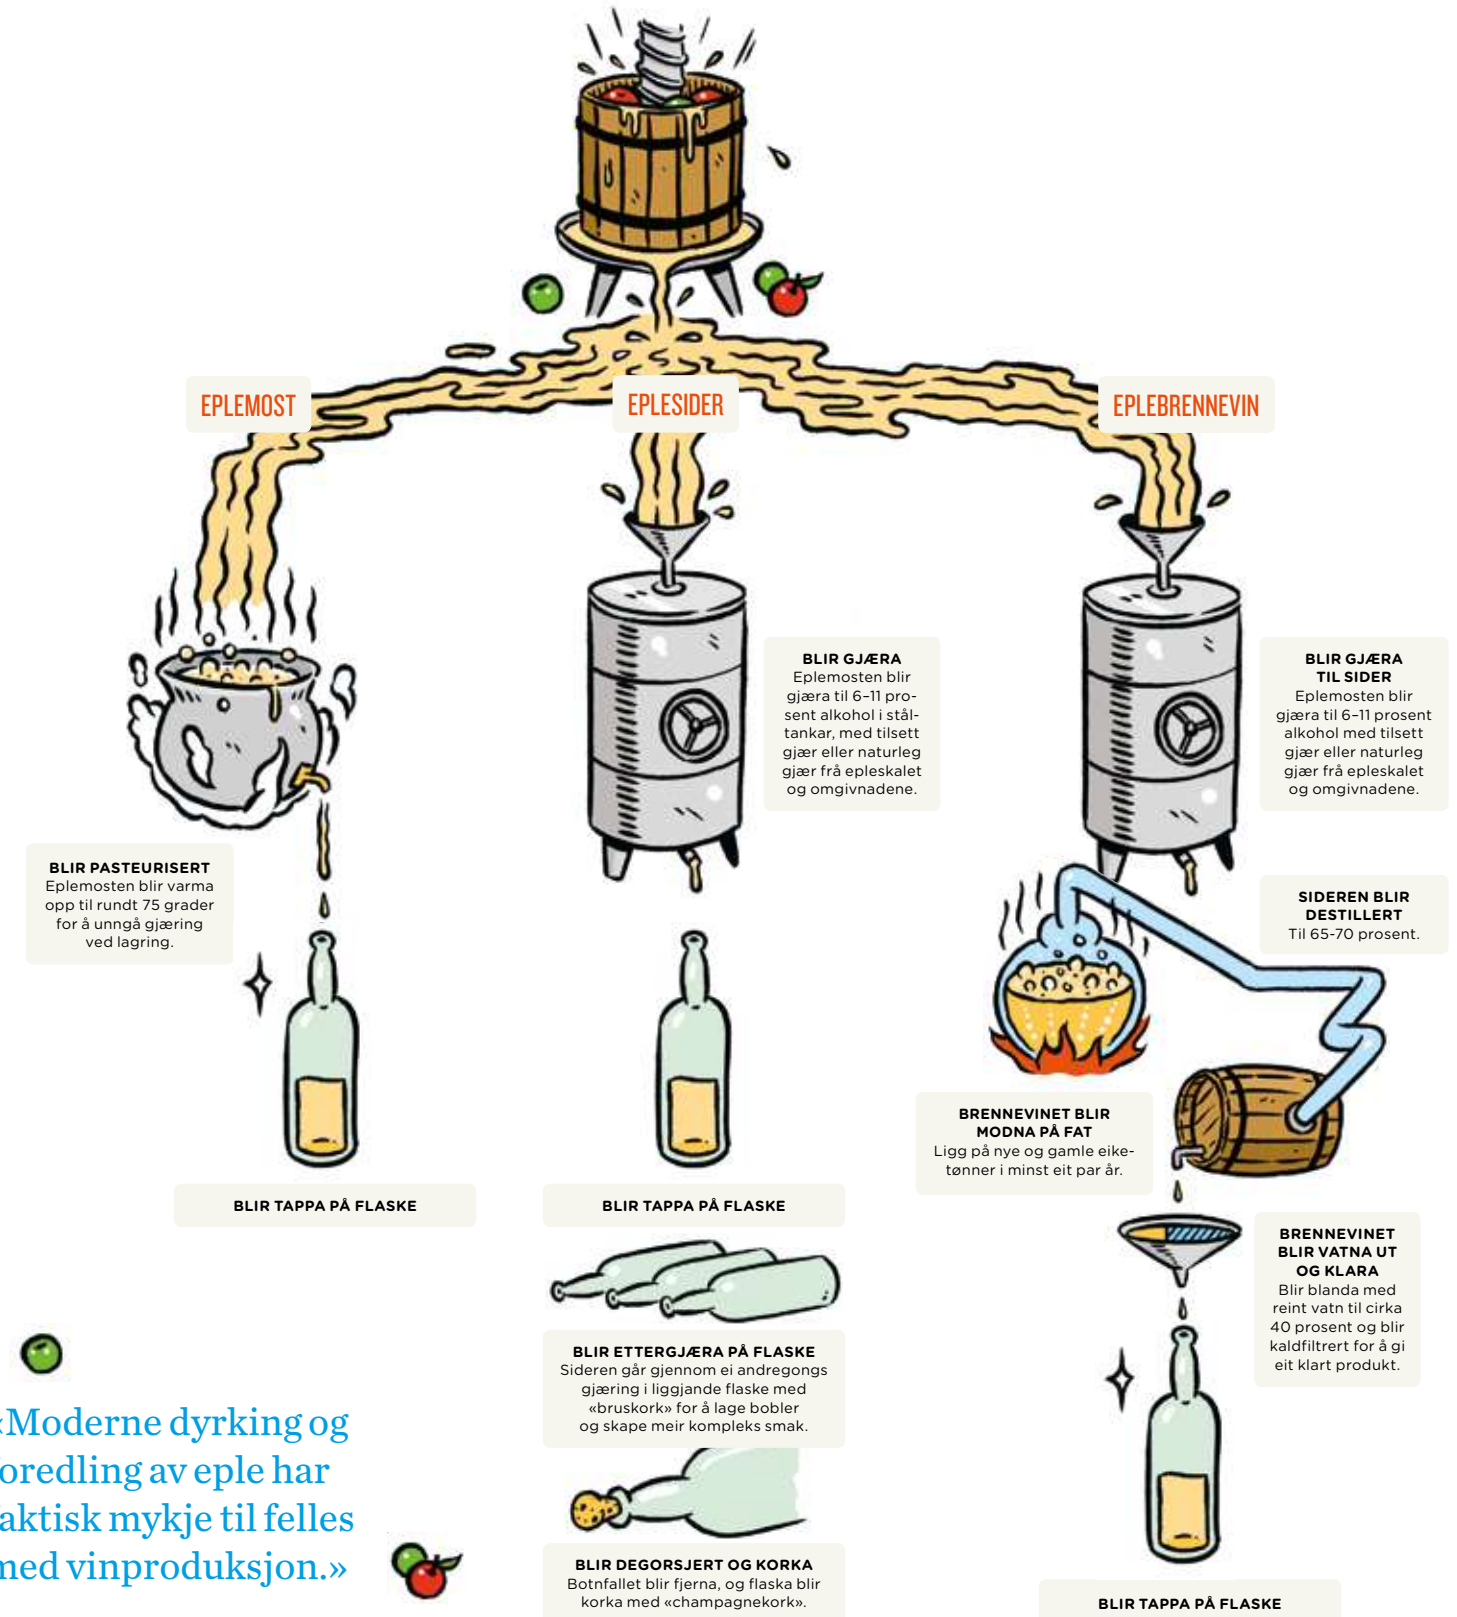 EPLEMOST
EPLESIDER
EPLEBRENNEVIN
BLIR PASTEURISERT
Eplemosten blir varma
opp til rundt 75 grader
for å unngå gjæring
ved lagring.
BLIR TAPPA PÅ FLASKE
BLIR GJÆRA
Eplemosten blir
gjæra til 6–11 pro-
sent alkohol i stål-
tankar, med tilsett
gjær eller naturleg
gjær frå epleskalet
og omgivnadene.
BLIR TAPPA PÅ FLASKE
BLIR ETTERGJÆRA PÅ FLASKE
Sideren går gjennom ei andregongs
gjæring i liggjande flaske med
«bruskork» for å lage bobler
og skape meir kompleks smak.
BLIR DEGORSJERT OG KORKA
Botnfallet blir fjerna, og flaska blir
korka med «champagnekork».
BLIR GJÆRA
TIL SIDER
Eplemosten blir
gjæra til 6–11 prosent
alkohol med tilsett
gjær eller naturleg
gjær frå epleskalet
og omgivnadene.
SIDEREN BLIR
DESTILLERT
Til 65-70 prosent.
BRENNEVINET BLIR
MODNA PÅ FAT
Ligg på nye og gamle eike-
tønner i minst eit par år.
BRENNEVINET
BLIR VATNA UT
OG KLARA
Blir blanda med
reint vatn til cirka
40 prosent og blir
kaldfiltrert for å gi
eit klart produkt.
BLIR TAPPA PÅ FLASKE
«Moderne dyrking og
oredling av eple har
aktisk mykje til felles
med vinproduksjon.»